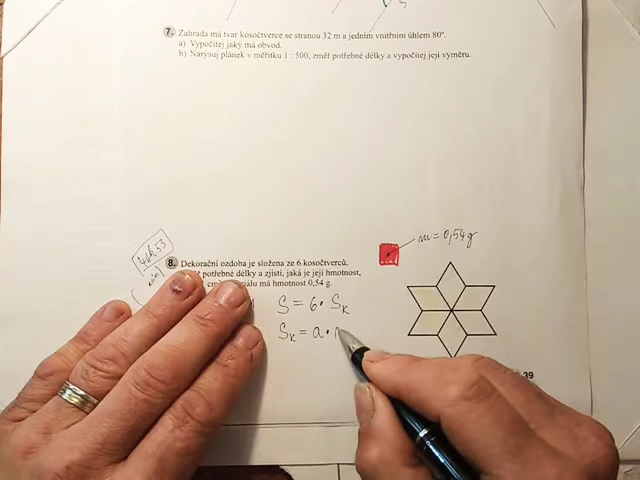 7. Zahrada má tvar kosočtverce se stranou 32 m a jedním vnitřním úhlem 80°.
a) Vypočítej jaký má obvod.
b) Narýsuj plánek v měřítku 1 : 500, změř potřebné délky a vypočítej její výměru.
m = 0,54 g
8. Dekorační ozdoba je složena ze 6 kosočtverců.
potřebné délky a zjisti, jaká je její hmotnost,
má hmotnost 0,54 g.
S = 6 · Sk
Sk = a ·
39